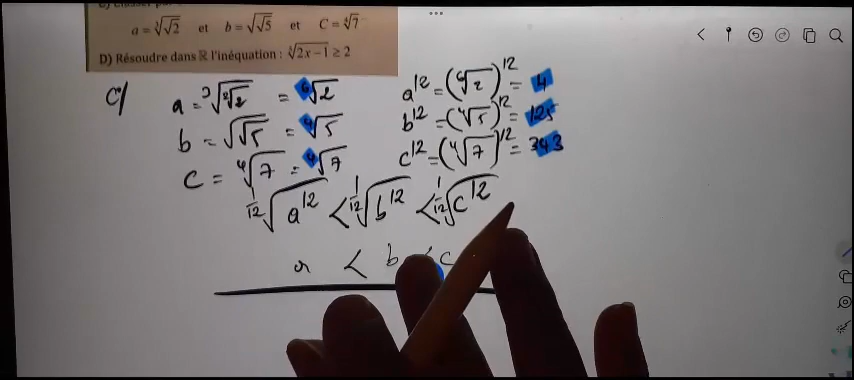 a = ∛√2 et b = √√5 et C = ∜7
D) Résoudre dans ℝ l'inéquation : ∜(2x−1) ≥ 2
C/
a = ³√(²√2) = ⁶√2
b = √√5 = ⁴√5
c = ⁴√7 = ⁴√7
a¹² = (⁶√2)¹² = 4
b¹² = (⁴√5)¹² = 125
c¹² = (⁴√7)¹² = 343
¹²√(a¹²) < ¹²√(b¹²) < ¹²√(c¹²)
a < b < c